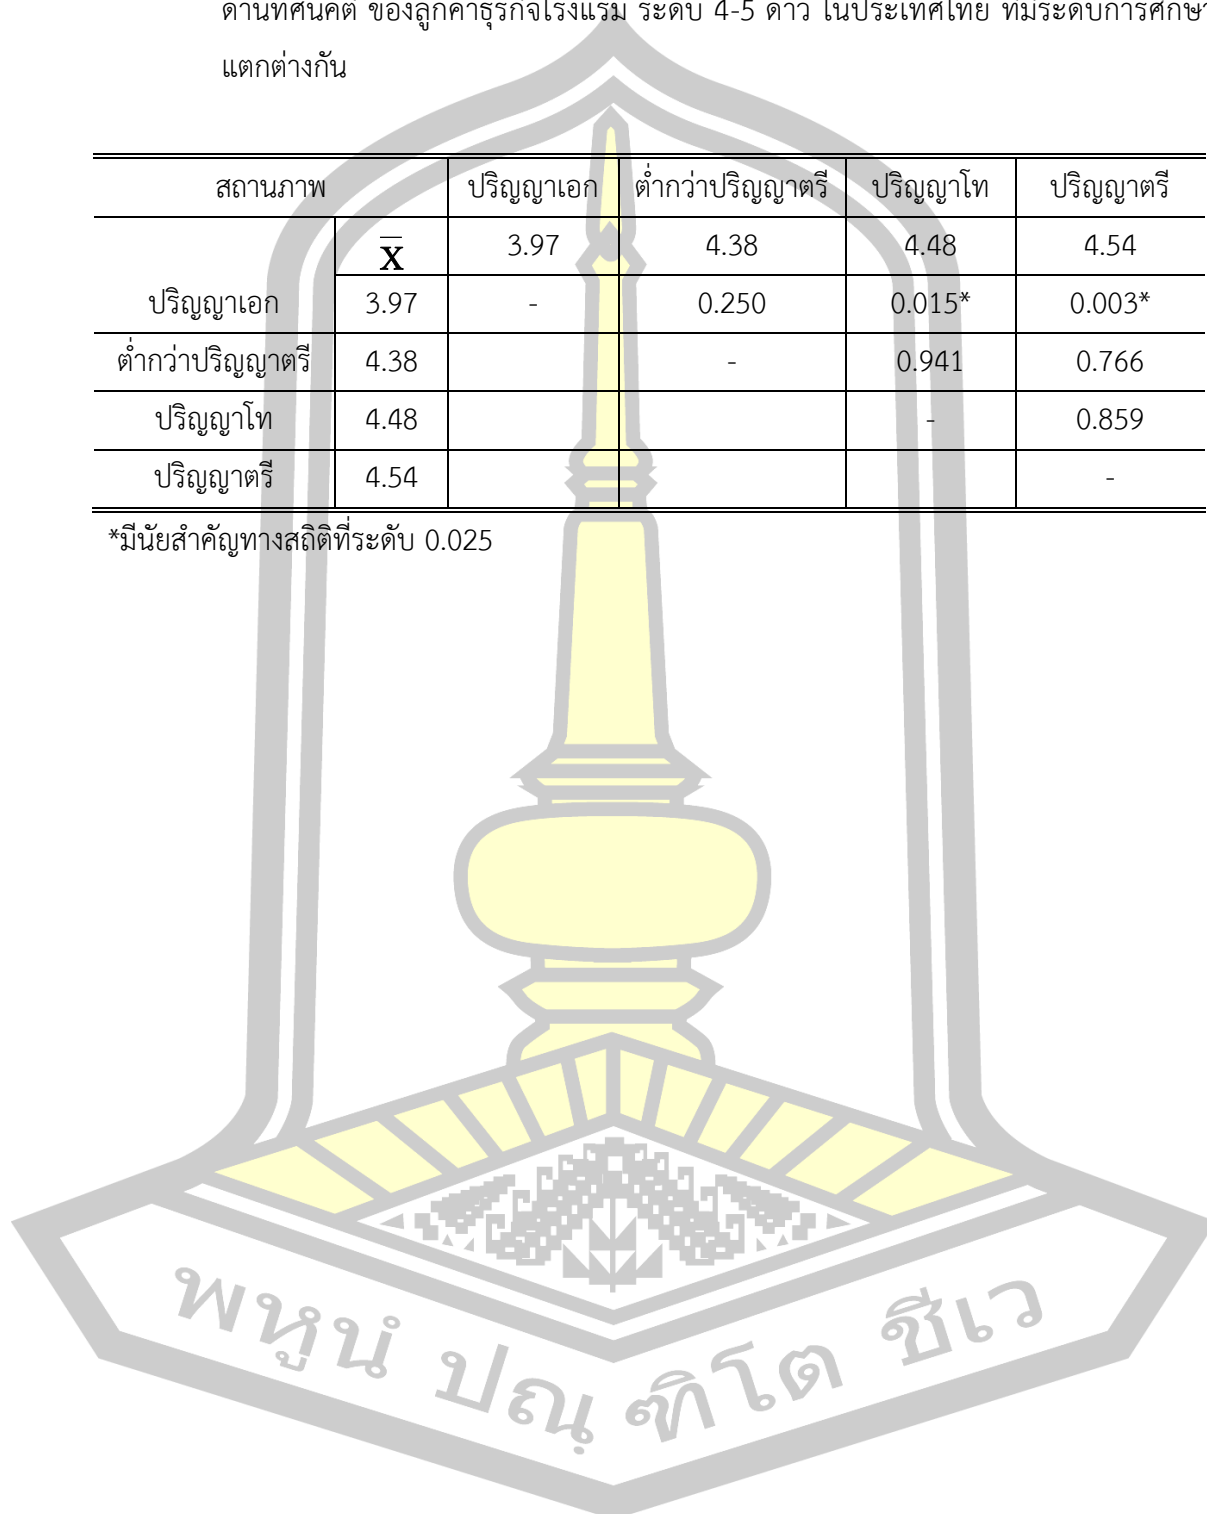 ด้านทัศนคติ ของลูกค้าธุรกิจโรงแรม ระดับ 4-5 ดาว ในประเทศไทย ที่มีระดับการศึกษา
แตกต่างกัน
สถานภาพ ปริญญาเอก ต่ำกว่าปริญญาตรี ปริญญาโท ปริญญาตรี
X̅ 3.97 4.38 4.48 4.54
ปริญญาเอก 3.97 - 0.250 0.015* 0.003*
ต่ำกว่าปริญญาตรี 4.38 - 0.941 0.766
ปริญญาโท 4.48 - 0.859
ปริญญาตรี 4.54 -
*มีนัยสำคัญทางสถิติที่ระดับ 0.025
พหูนํ ปณฺฑิโต ชีเว